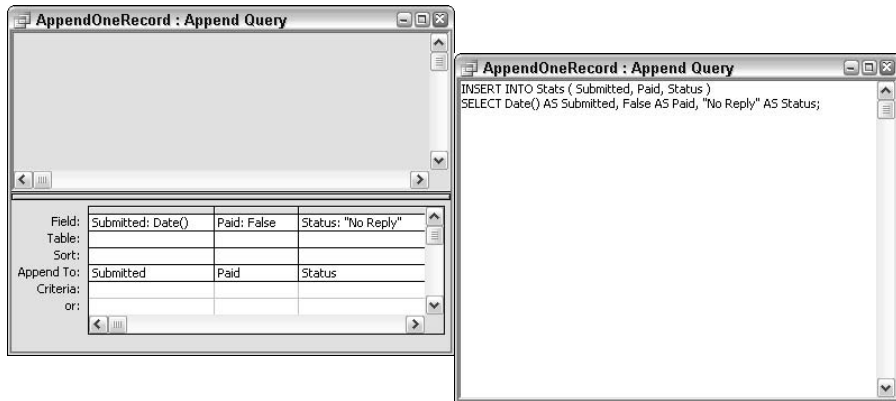 AppendOneRecord : Append Query
Field: Submitted: Date() Paid: False Status: "No Reply"
Table:
Sort:
Append To: Submitted Paid Status
Criteria:
or:
AppendOneRecord : Append Query
INSERT INTO Stats ( Submitted, Paid, Status )
SELECT Date() AS Submitted, False AS Paid, "No Reply" AS Status;